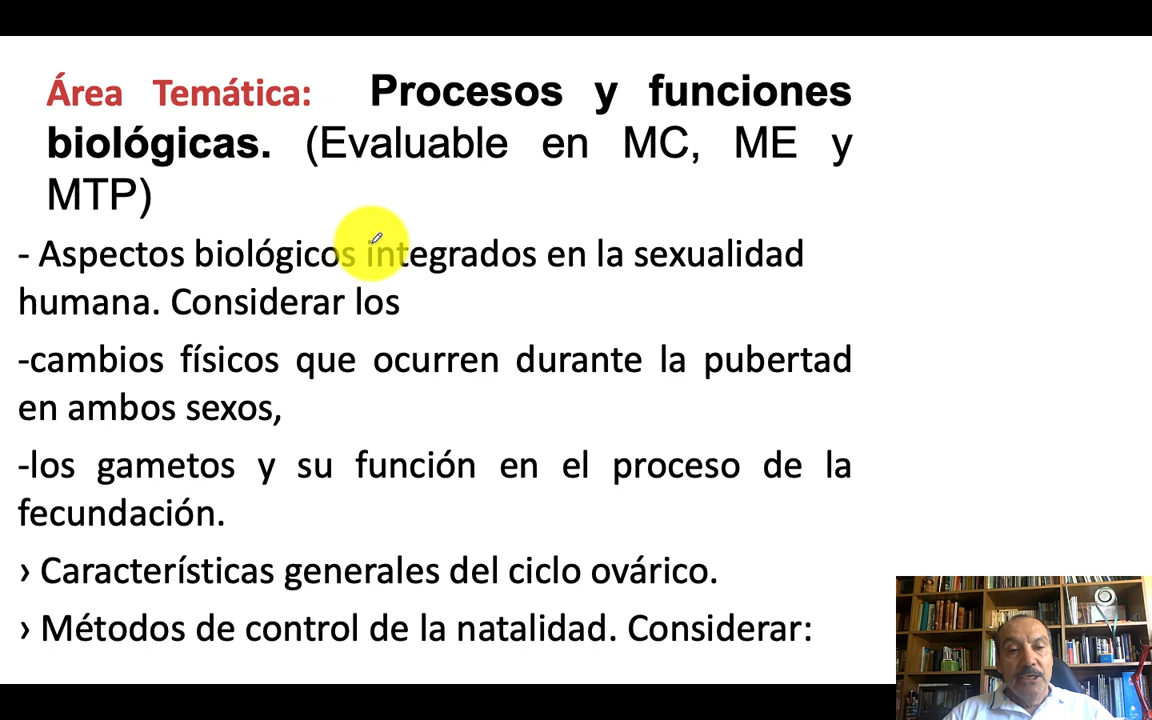 Área Temática: Procesos y funciones
biológicas. (Evaluable en MC, ME y
MTP)
- Aspectos biológicos integrados en la sexualidad
humana. Considerar los
-cambios físicos que ocurren durante la pubertad
en ambos sexos,
-los gametos y su función en el proceso de la
fecundación.
› Características generales del ciclo ovárico.
› Métodos de control de la natalidad. Considerar: